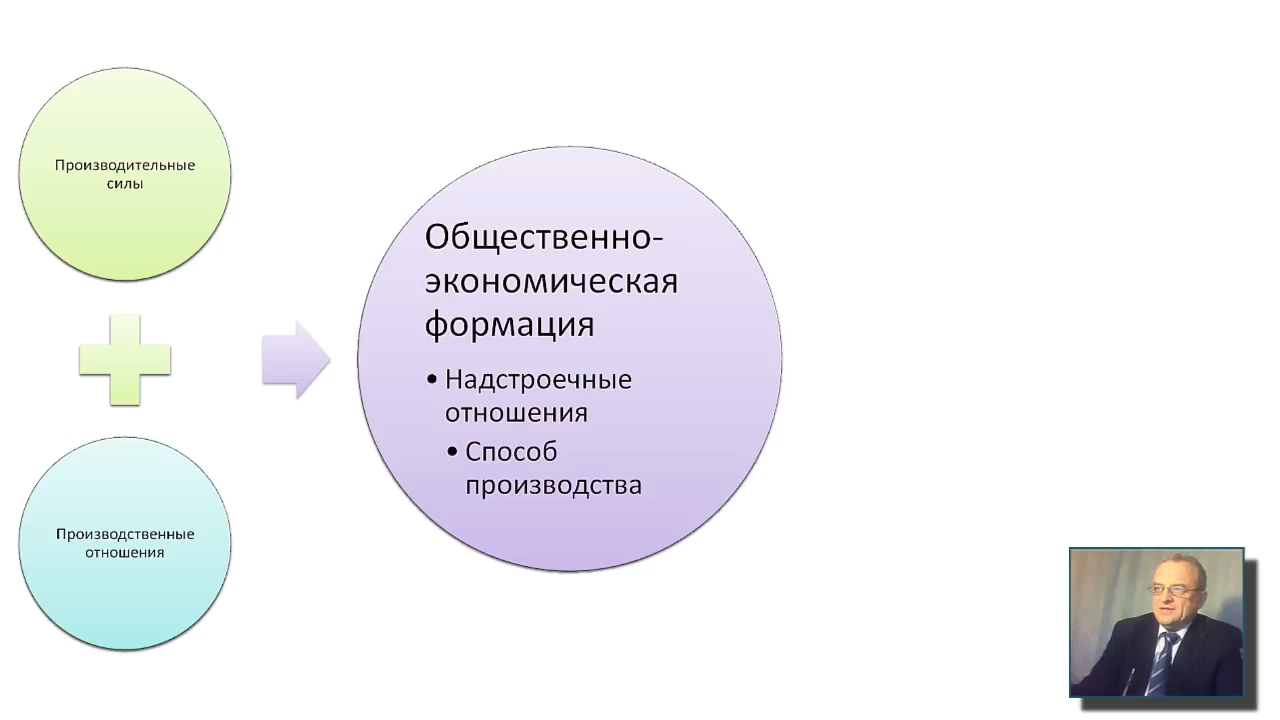 Производительные
силы
Производственные
отношения
Общественно-
экономическая
формация
• Надстроечные
отношения
• Способ
производства